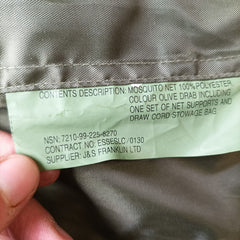 CONTENTS DESCRIPTION: MOSQUITO NET 100% POLYESTER
COLOUR OLIVE DRAB INCLUDING
ONE SET OF NET SUPPORTS AND
DRAW CORD STOWAGE BAG.
NSN: 7210-99-225-8270
CONTRACT NO: ESSESLC/0130
SUPPLIER: J&S FRANKLIN LTD